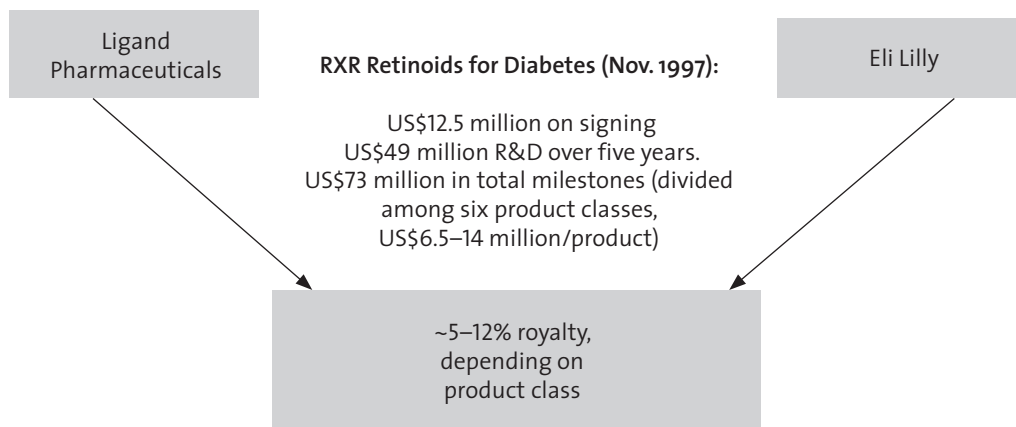 Ligand
Pharmaceuticals
RXR Retinoids for Diabetes (Nov. 1997):
Eli Lilly
US$12.5 million on signing
US$49 million R&D over five years.
US$73 million in total milestones (divided
among six product classes,
US$6.5–14 million/product)
~5–12% royalty,
depending on
product class